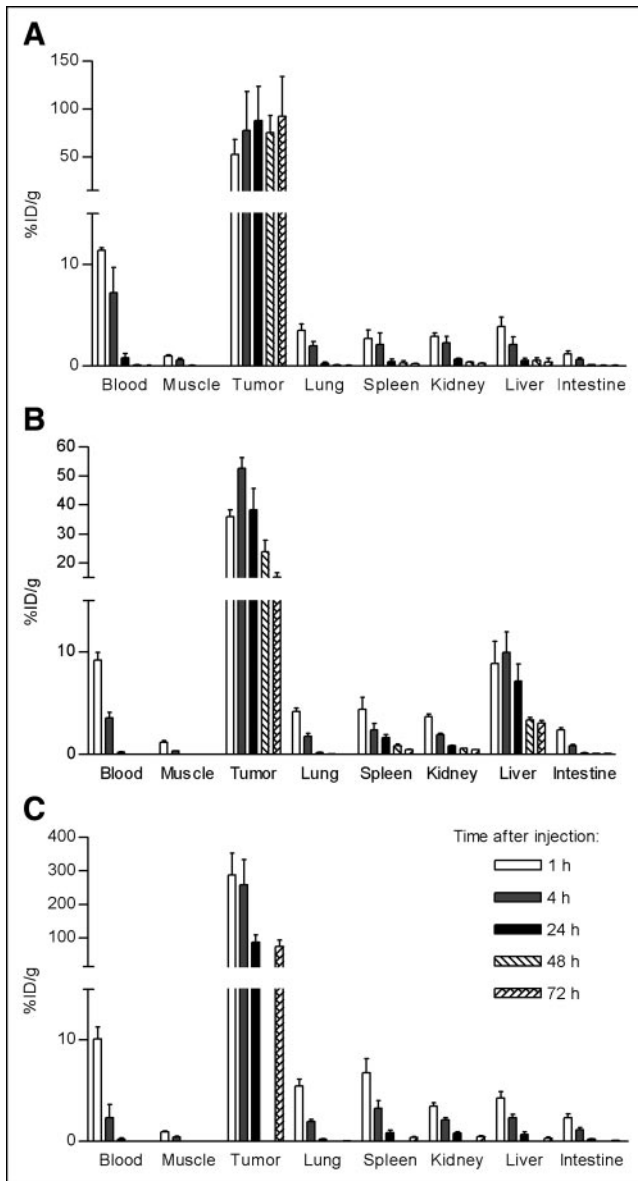 A
150
100
50
%ID/g
10
0
Blood Muscle Tumor Lung Spleen Kidney Liver Intestine
B
60
50
40
30
20
%ID/g
10
0
Blood Muscle Tumor Lung Spleen Kidney Liver Intestine
C
400
300
200
100
%ID/g
10
0
Blood Muscle Tumor Lung Spleen Kidney Liver Intestine
Time after injection:
1 h
4 h
24 h
48 h
72 h